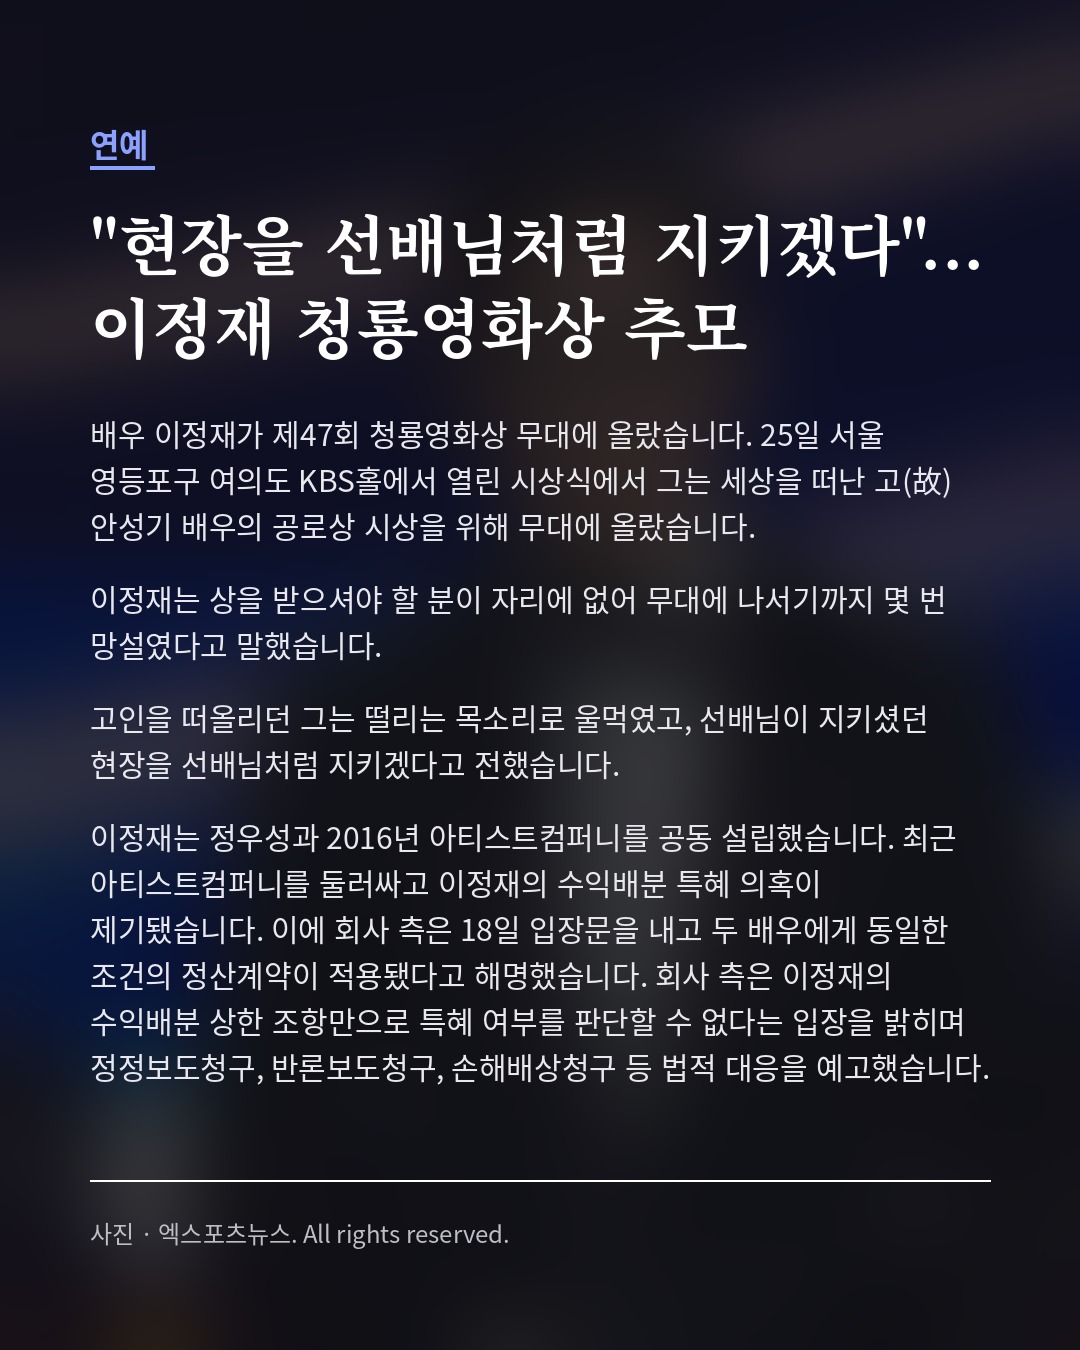 연예
"현장을 선배님처럼 지키겠다"...
이정재 청룡영화상 추모
배우 이정재가 제47회 청룡영화상 무대에 올랐습니다. 25일 서울
영등포구 여의도 KBS홀에서 열린 시상식에서 그는 세상을 떠난 고(故)
안성기 배우의 공로상 시상을 위해 무대에 올랐습니다.
이정재는 상을 받으셔야 할 분이 자리에 없어 무대에 나서기까지 몇 번
망설였다고 말했습니다.
고인을 떠올리던 그는 떨리는 목소리로 울먹였고, 선배님이 지키셨던
현장을 선배님처럼 지키겠다고 전했습니다.
이정재는 정우성과 2016년 아티스트컴퍼니를 공동 설립했습니다. 최근
아티스트컴퍼니를 둘러싸고 이정재의 수익배분 특혜 의혹이
제기됐습니다. 이에 회사 측은 18일 입장문을 내고 두 배우에게 동일한
조건의 정산계약이 적용됐다고 해명했습니다. 회사 측은 이정재의
수익배분 상한 조항만으로 특혜 여부를 판단할 수 없다는 입장을 밝히며
정정보도청구, 반론보도청구, 손해배상청구 등 법적 대응을 예고했습니다.
사진 · 엑스포츠뉴스. All rights reserved.